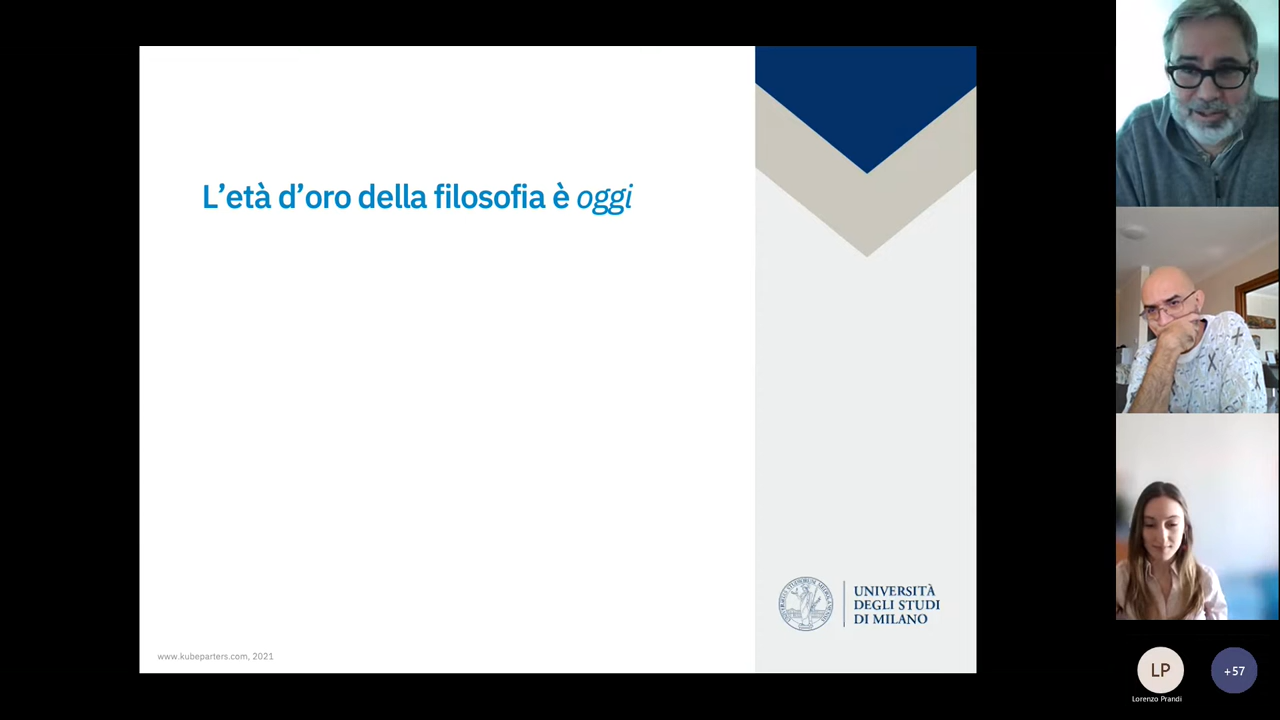 L’età d’oro della filosofia è oggi
UNIVERSITÀ
DEGLI STUDI
DI MILANO
www.kubeparters.com, 2021
LP
+57
Lorenzo Prandi